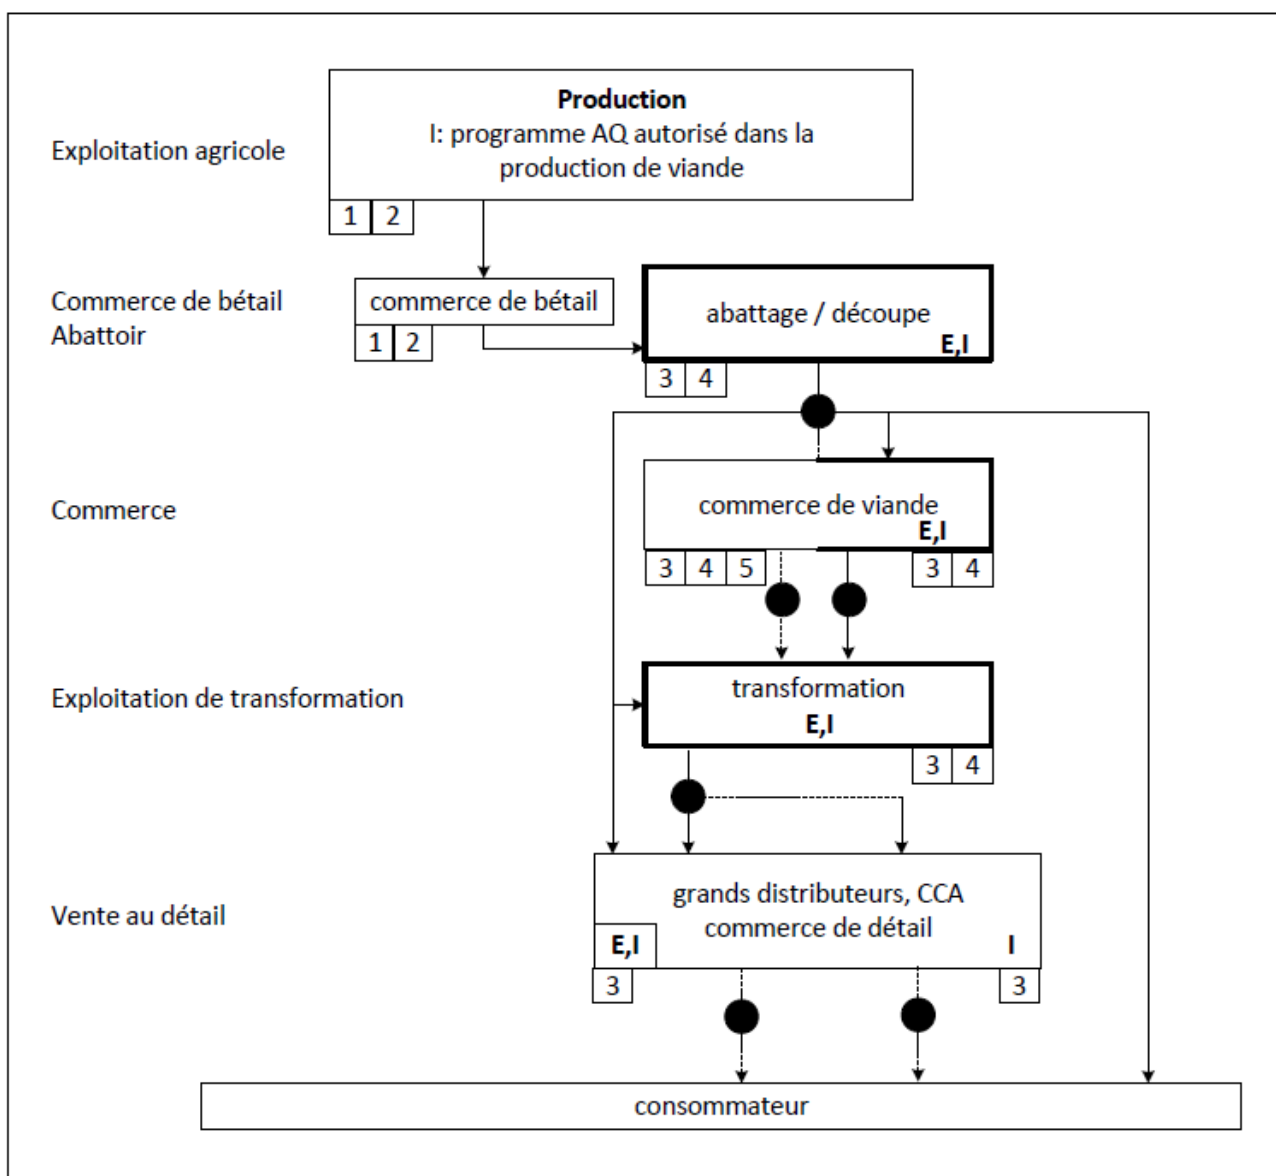 Production
I: programme AQ autorisé dans la
production de viande
Exploitation agricole
1 2
Commerce de bétail
Abattoir
commerce de bétail
1 2
abattage / découpe
E,I
3 4
Commerce
commerce de viande
E,I
3 4 5
3 4
Exploitation de transformation
transformation
E,I
3 4
Vente au détail
grands distributeurs, CCA
commerce de détail
E,I
I
3
3
consommateur